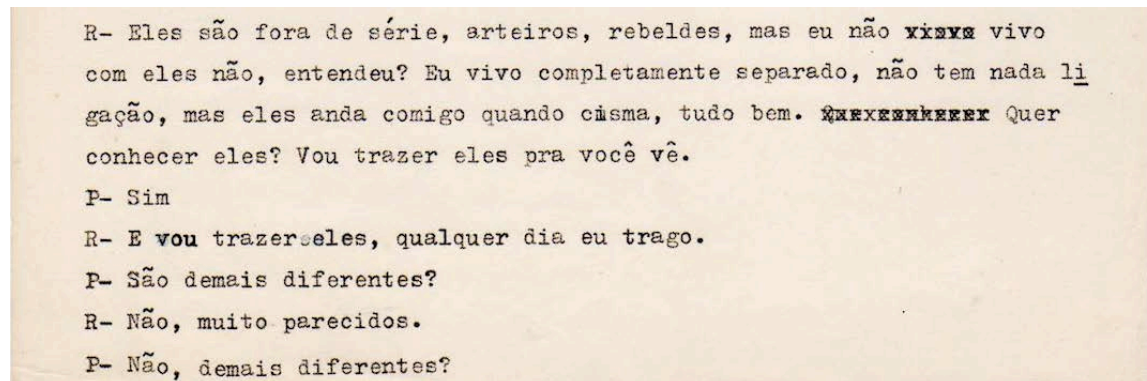 R- Eles são fora de série, arteiros, rebeldes, mas eu não vivo
com eles não, entendeu? Eu vivo completamente separado, não tem nada li
gação, mas eles anda comigo quando cisma, tudo bem. Quer
conhecer eles? Vou trazer eles pra você vê.
P- Sim
R- E vou trazer eles, qualquer dia eu trago.
P- São demais diferentes?
R- Não, muito parecidos.
P- Não, demais diferentes?